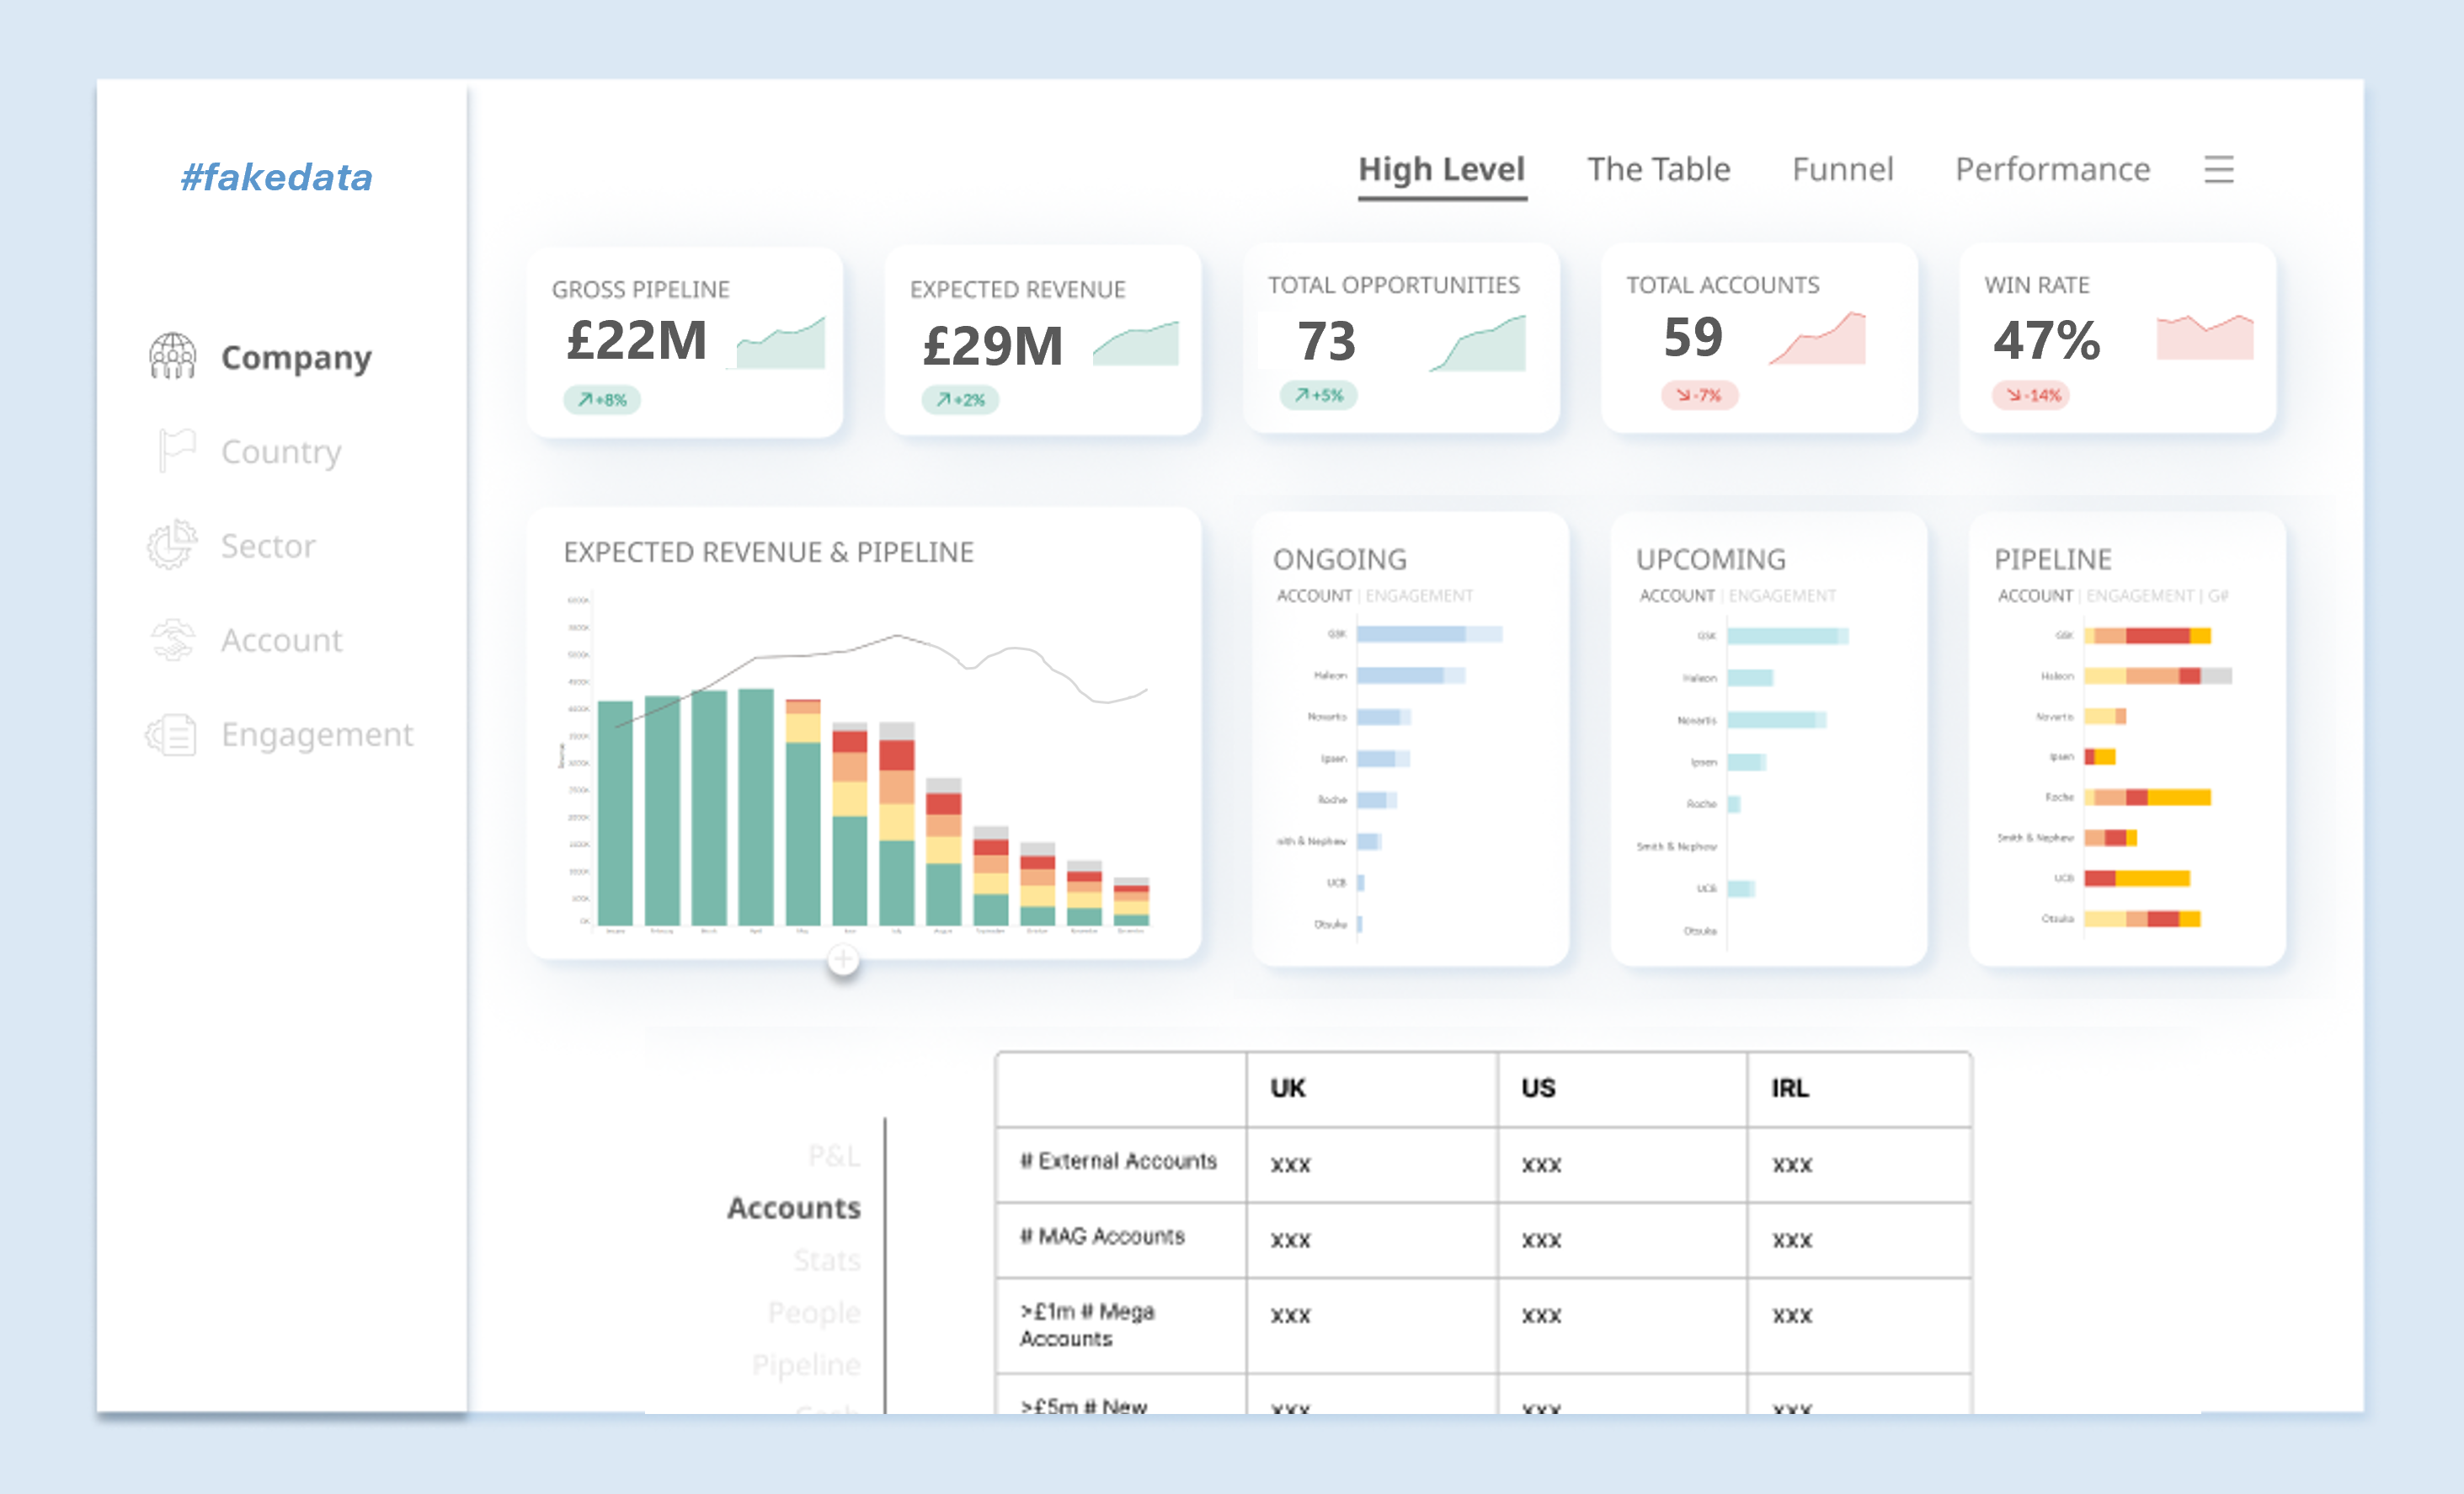 #fakedata
High Level
The Table
Funnel
Performance
Company
Country
Sector
Account
Engagement
GROSS PIPELINE
£22M
+8%
EXPECTED REVENUE
£29M
+2%
TOTAL OPPORTUNITIES
73
+5%
TOTAL ACCOUNTS
59
-7%
WIN RATE
47%
-14%
EXPECTED REVENUE & PIPELINE
Revenue
ONGOING
ACCOUNT | ENGAGEMENT
GSK
Haleon
Novartis
Ipsen
Roche
ith & Nephew
UCB
Otsuka
UPCOMING
ACCOUNT | ENGAGEMENT
GSK
Haleon
Novartis
Ipsen
Roche
Smith & Nephew
UCB
Otsuka
PIPELINE
ACCOUNT | ENGAGEMENT | G#
GSK
Haleon
Novartis
Ipsen
Roche
Smith & Nephew
UCB
Otsuka
P&L
Accounts
Stats
People
Pipeline
UK US IRL
# External Accounts xxx xxx xxx
# MAG Accounts xxx xxx xxx
>£1m # Mega
Accounts xxx xxx xxx
>£5m # New xxx xxx xxx